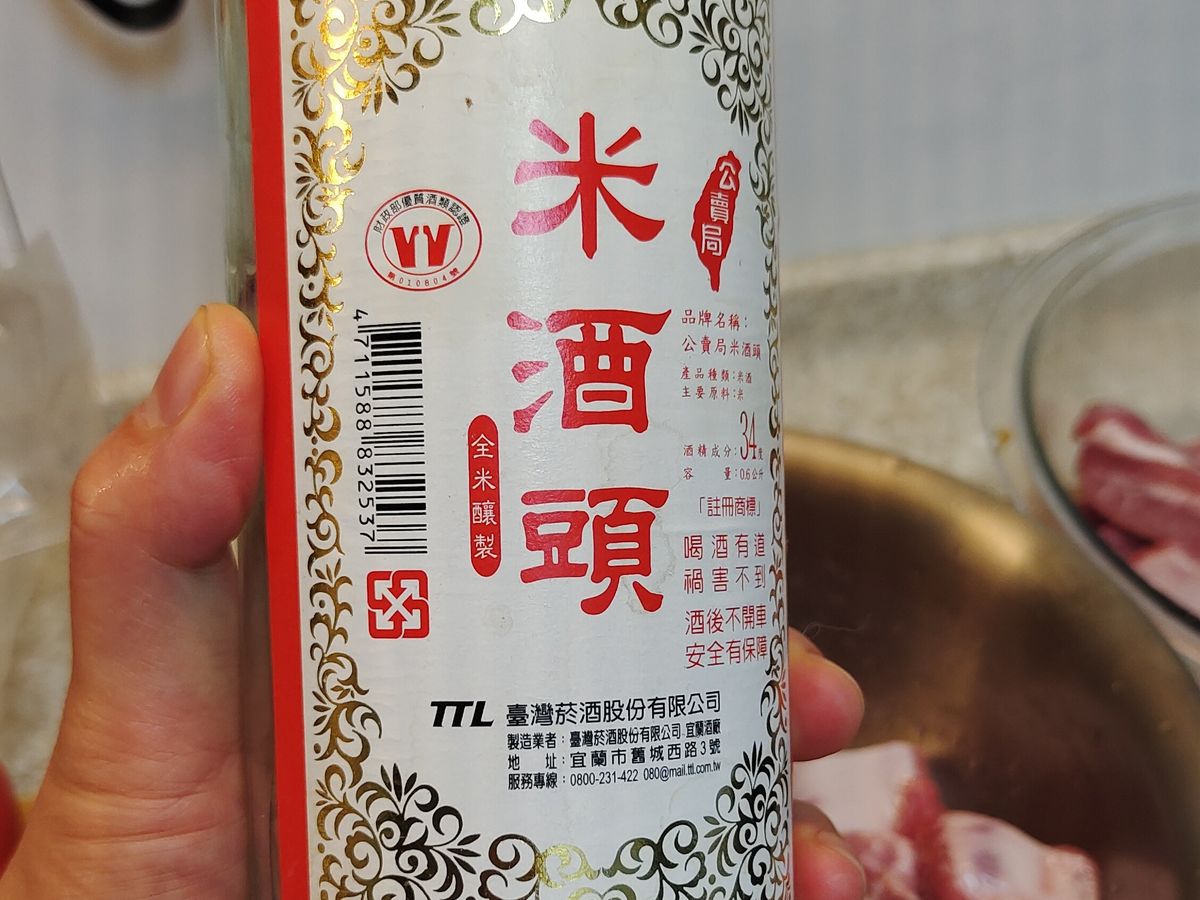 米酒頭
公賣局
財政部優質酒類認證
W
第010804號
4 711588 832537
全米釀製
品牌名稱：
公賣局米酒頭
產品種類：米酒
主要原料：米
酒精成分：34度
容量：0.6公升
「註冊商標」
喝酒有道
禍害不到
酒後不開車
安全有保障
TTL 臺灣菸酒股份有限公司
製造業者：臺灣菸酒股份有限公司 宜蘭酒廠
地址：宜蘭市舊城西路3號
服務專線：0800-231-422 080@mail.ttl.com.tw